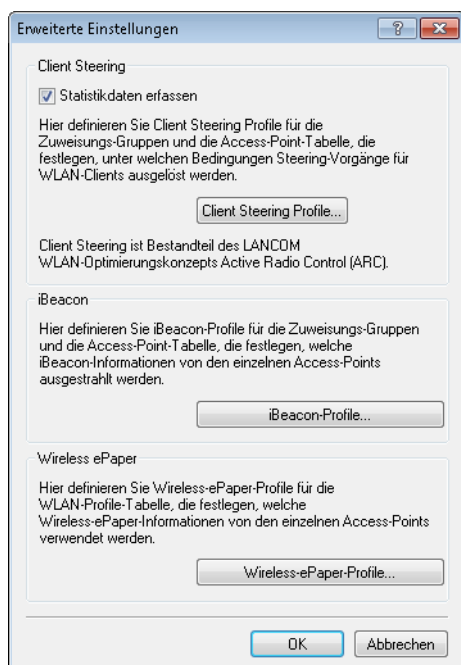 Erweiterte Einstellungen
Client Steering
Statistikdaten erfassen
Hier definieren Sie Client Steering Profile für die
Zuweisungs-Gruppen und die Access-Point-Tabelle, die
festlegen, unter welchen Bedingungen Steering-Vorgänge für
WLAN-Clients ausgelöst werden.
Client Steering Profile...
Client Steering ist Bestandteil des LANCOM
WLAN-Optimierungskonzepts Active Radio Control (ARC).
iBeacon
Hier definieren Sie iBeacon-Profile für die Zuweisungs-Gruppen
und die Access-Point-Tabelle, die festlegen, welche
iBeacon-Informationen von den einzelnen Access-Points
ausgestrahlt werden.
iBeacon-Profile...
Wireless ePaper
Hier definieren Sie Wireless-ePaper-Profile für die
WLAN-Profile-Tabelle, die festlegen, welche
Wireless-ePaper-Informationen von den einzelnen Access-Points
verwendet werden.
Wireless-ePaper-Profile...
OK
Abbrechen